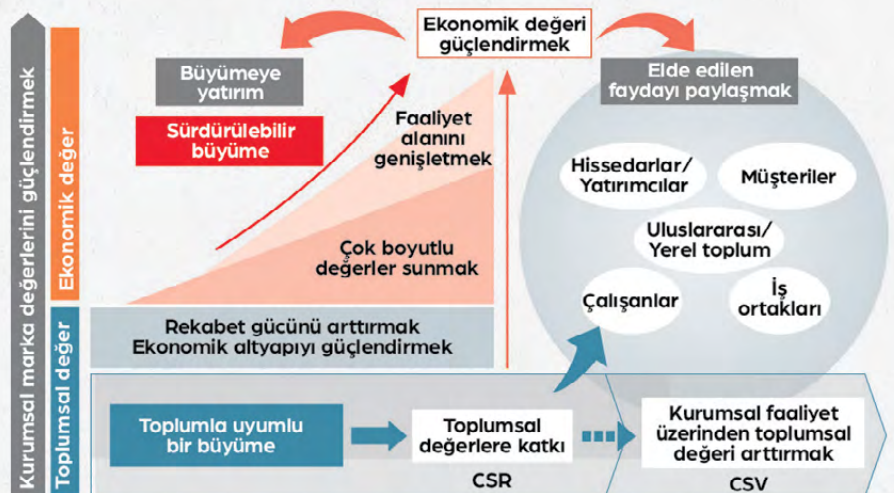 Kurumsal marka değerlerini güçlendirmek
Ekonomik değer
Toplumsal değer
Ekonomik değeri
güçlendirmek
Büyümeye
yatırım
Sürdürülebilir
büyüme
Faaliyet
alanını
genişletmek
Çok boyutlu
değerler sunmak
Rekabet gücünü arttırmak
Ekonomik altyapıyı güçlendirmek
Elde edilen
faydayı paylaşmak
Hissedarlar/
Yatırımcılar
Müşteriler
Uluslararası/
Yerel toplum
Çalışanlar
İş
ortakları
Toplumla uyumlu
bir büyüme
Toplumsal
değerlere katkı
CSR
Kurumsal faaliyet
üzerinden toplumsal
değeri arttırmak
CSV